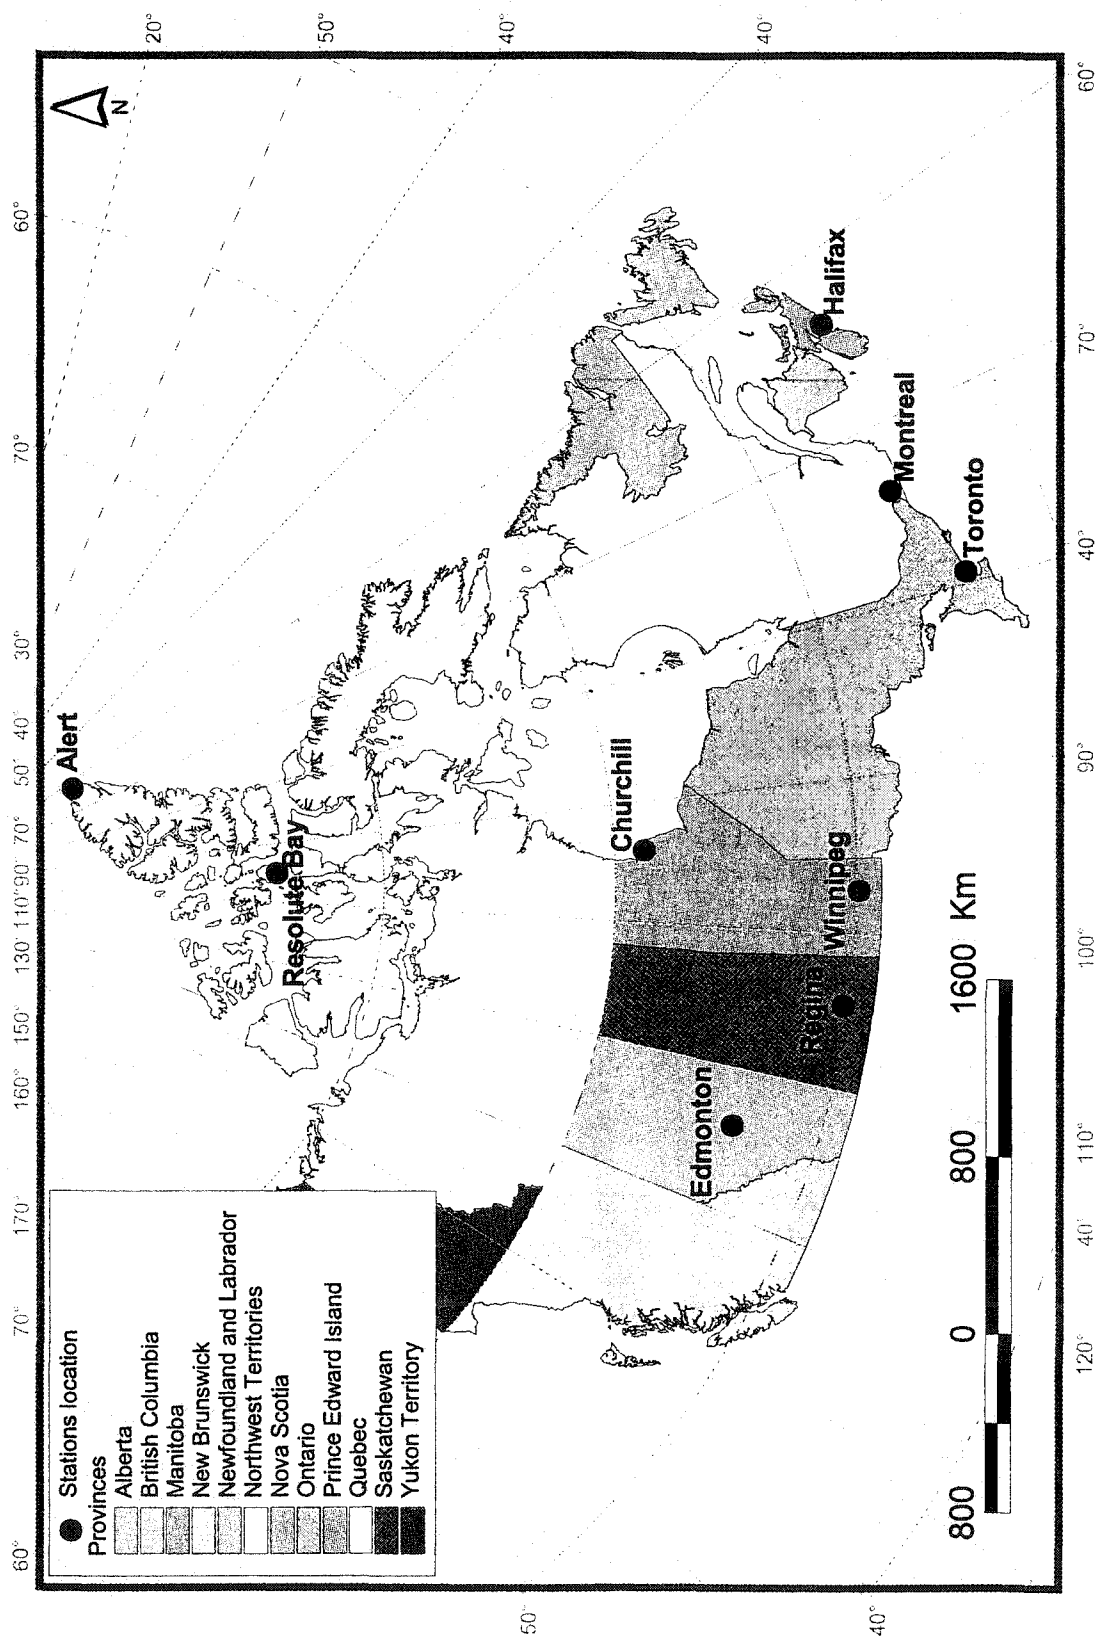 Stations location
Provinces
Alberta
British Columbia
Manitoba
New Brunswick
Newfoundland and Labrador
Northwest Territories
Nova Scotia
Ontario
Prince Edward Island
Quebec
Saskatchewan
Yukon Territory
N
Alert
Resolute Bay
Churchill
Edmonton
Regina
Winnipeg
Toronto
Montreal
Halifax
800 0 800 1600 Km
60° 70° 170° 160° 150° 130° 110° 90° 70° 50° 40° 30° 70° 60°
20°
50°
40°
40°
50°
40°
120° 40° 110° 100° 90° 40° 70° 60°